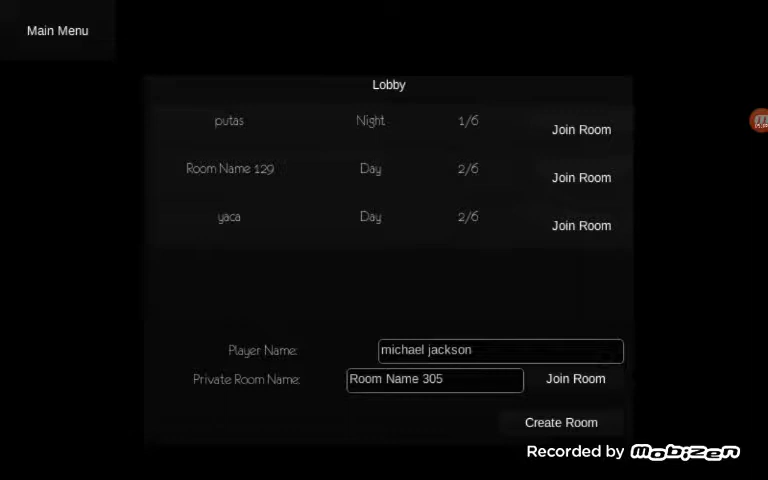 Main Menu
Lobby
putas Night 1/6 Join Room
Room Name 129 Day 2/6 Join Room
yaca Day 2/6 Join Room
Player Name: michael jackson
Private Room Name: Room Name 305 Join Room
Create Room
Recorded by Mobizen